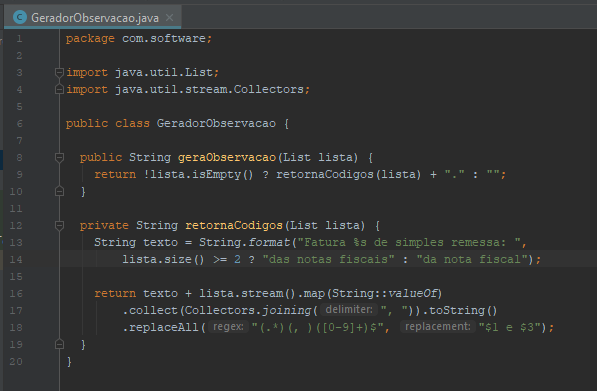 GeradorObservacao.java
1 package com.software;
2
3 import java.util.List;
4 import java.util.stream.Collectors;
5
6 public class GeradorObservacao {
7
8 public String geraObservacao(List lista) {
9 return !lista.isEmpty() ? retornaCodigos(lista) + "." : "";
10 }
11
12 private String retornaCodigos(List lista) {
13 String texto = String.format("Fatura %s de simples remessa: ",
14 lista.size() >= 2 ? "das notas fiscais" : "da nota fiscal");
15
16 return texto + lista.stream().map(String::valueOf)
17 .collect(Collectors.joining( delimiter: ", ")).toString()
18 .replaceAll( regex: "(.*)(, )([0-9]+)$", replacement: "$1 e $3");
19 }
20 }